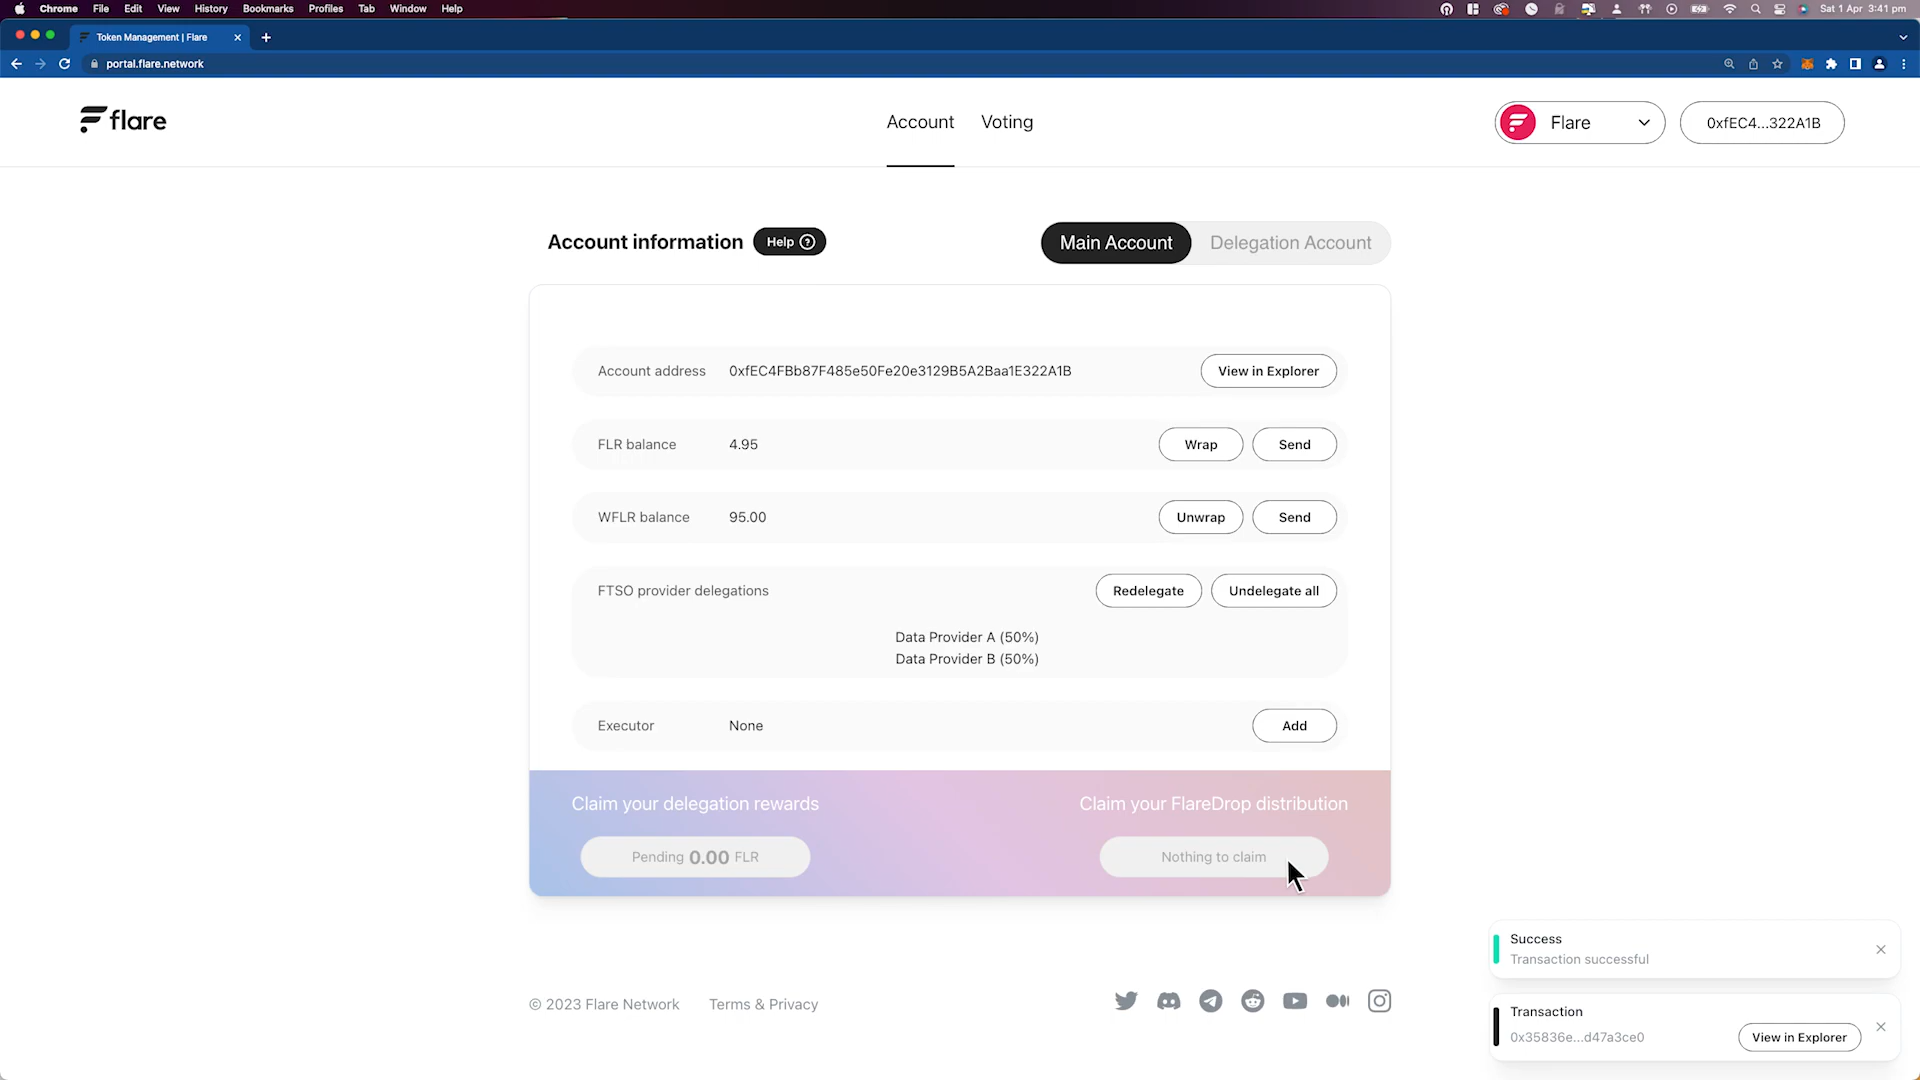 Chrome File Edit View History Bookmarks Profiles Tab Window Help Sat 1 Apr 3:41 pm
Token Management | Flare
portal.flare.network
flare
Account Voting
Flare
0xfEC4...322A1B
Account information
Help ?
Main Account
Delegation Account
Account address 0xfEC4FBb87F485e50Fe20e3129B5A2Baa1E322A1B View in Explorer
FLR balance 4.95 Wrap Send
WFLR balance 95.00 Unwrap Send
FTSO provider delegations Redelegate Undelegate all
Data Provider A (50%)
Data Provider B (50%)
Executor None Add
Claim your delegation rewards Claim your FlareDrop distribution
Pending 0.00 FLR Nothing to claim
Success
Transaction successful
© 2023 Flare Network Terms & Privacy
Transaction
0x35836e...d47a3ce0 View in Explorer